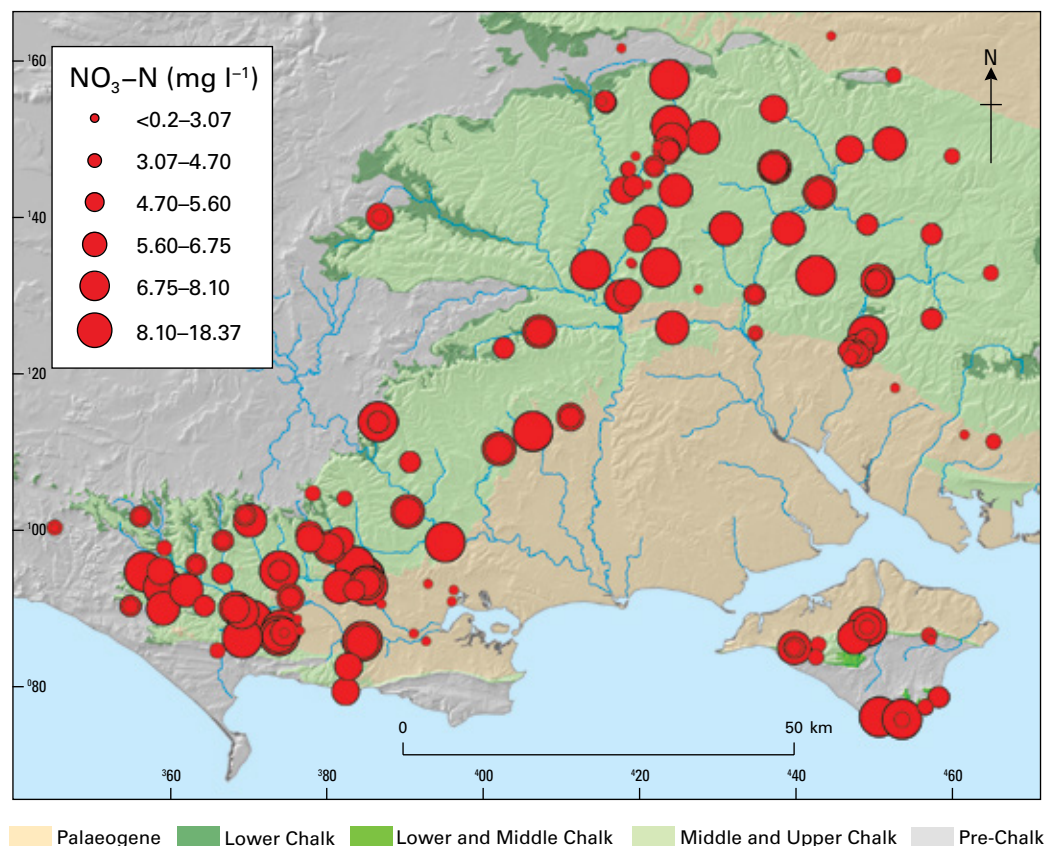 NO₃–N (mg l⁻¹)
<0.2–3.07
3.07–4.70
4.70–5.60
5.60–6.75
6.75–8.10
8.10–18.37
N
¹60
¹40
¹20
¹00
⁰80
0 50 km
³60 ³80 ⁴00 ⁴20 ⁴40 ⁴60
Palaeogene Lower Chalk Lower and Middle Chalk Middle and Upper Chalk Pre-Chalk